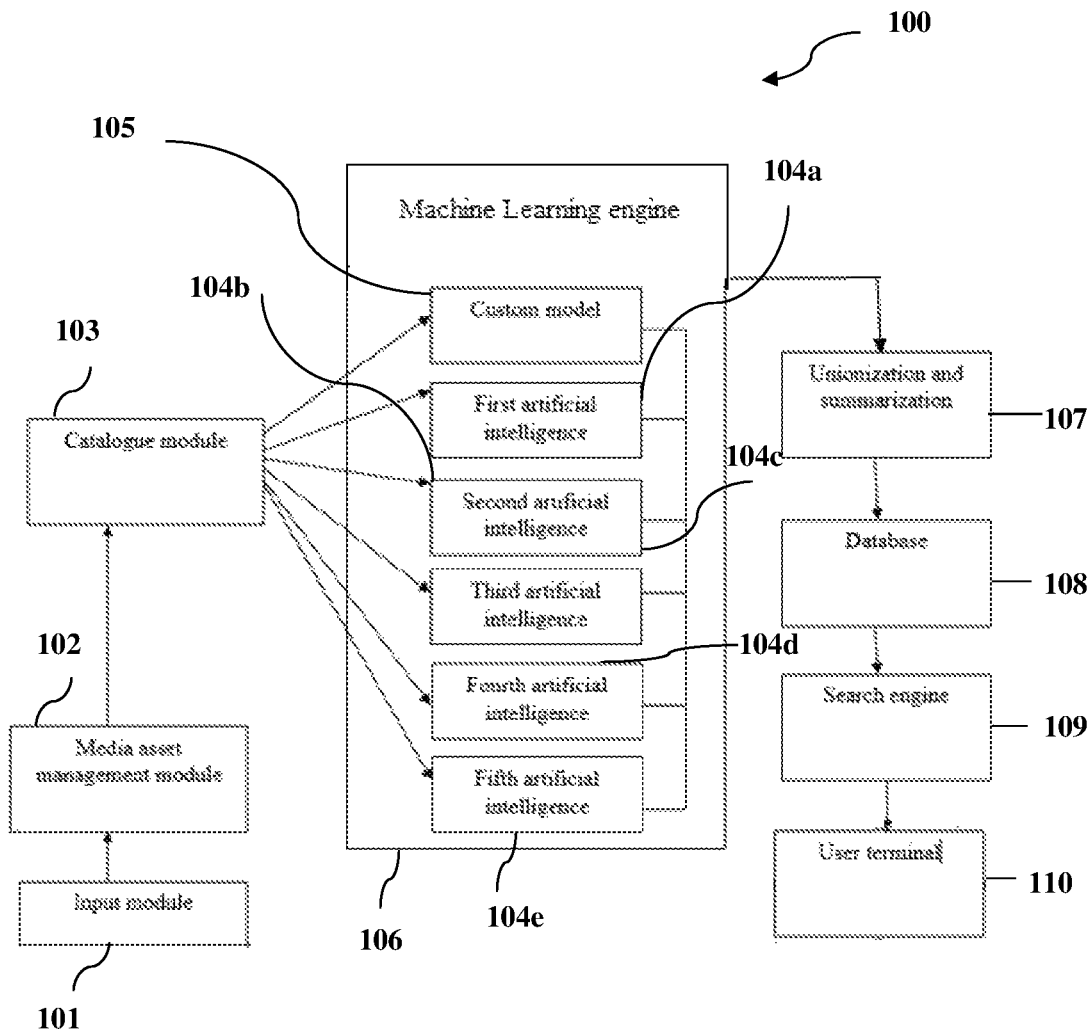 100
105
104a
Machine Learning engine
104b
Custom model
103
Unionization and
summarization
First artificial
intelligence
107
Catalogue module
104c
Second artificial
intelligence
Database
Third artificial
intelligence
108
102
104d
Fourth artificial
intelligence
Search engine
109
Media asset
management module
Fifth artificial
intelligence
User terminal
110
Input module
104e
106
101